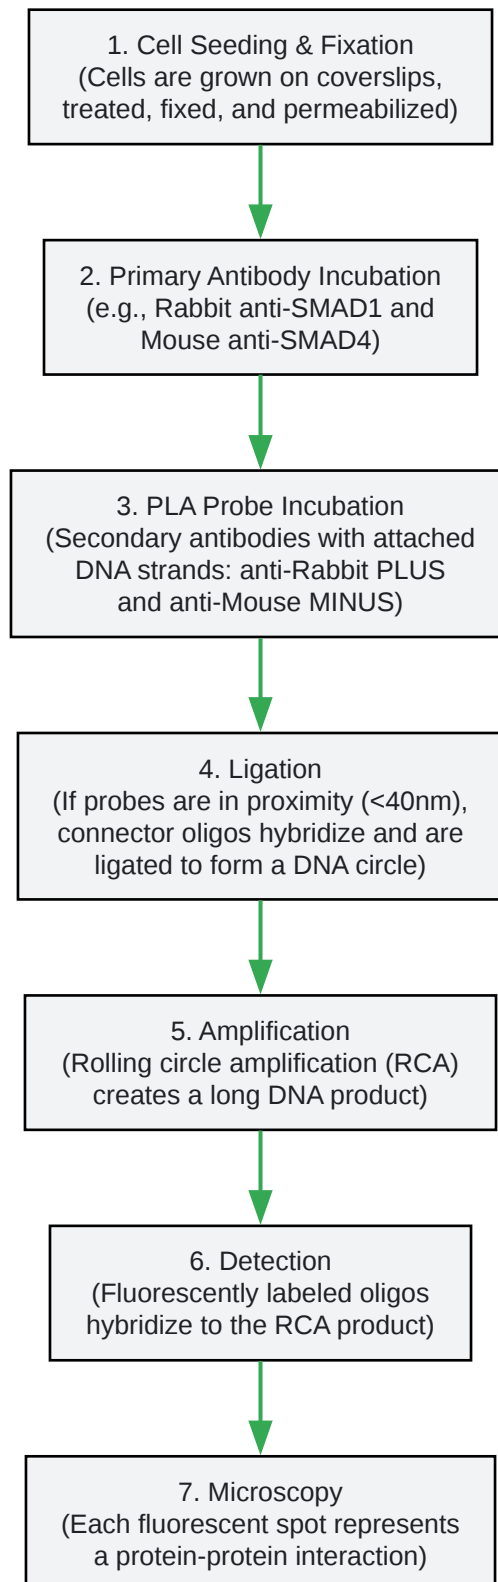 1. Cell Seeding & Fixation
(Cells are grown on coverslips,
treated, fixed, and permeabilized)
2. Primary Antibody Incubation
(e.g., Rabbit anti-SMAD1 and
Mouse anti-SMAD4)
3. PLA Probe Incubation
(Secondary antibodies with attached
DNA strands: anti-Rabbit PLUS
and anti-Mouse MINUS)
4. Ligation
(If probes are in proximity (<40nm),
connector oligos hybridize and are
ligated to form a DNA circle)
5. Amplification
(Rolling circle amplification (RCA)
creates a long DNA product)
6. Detection
(Fluorescently labeled oligos
hybridize to the RCA product)
7. Microscopy
(Each fluorescent spot represents
a protein-protein interaction)